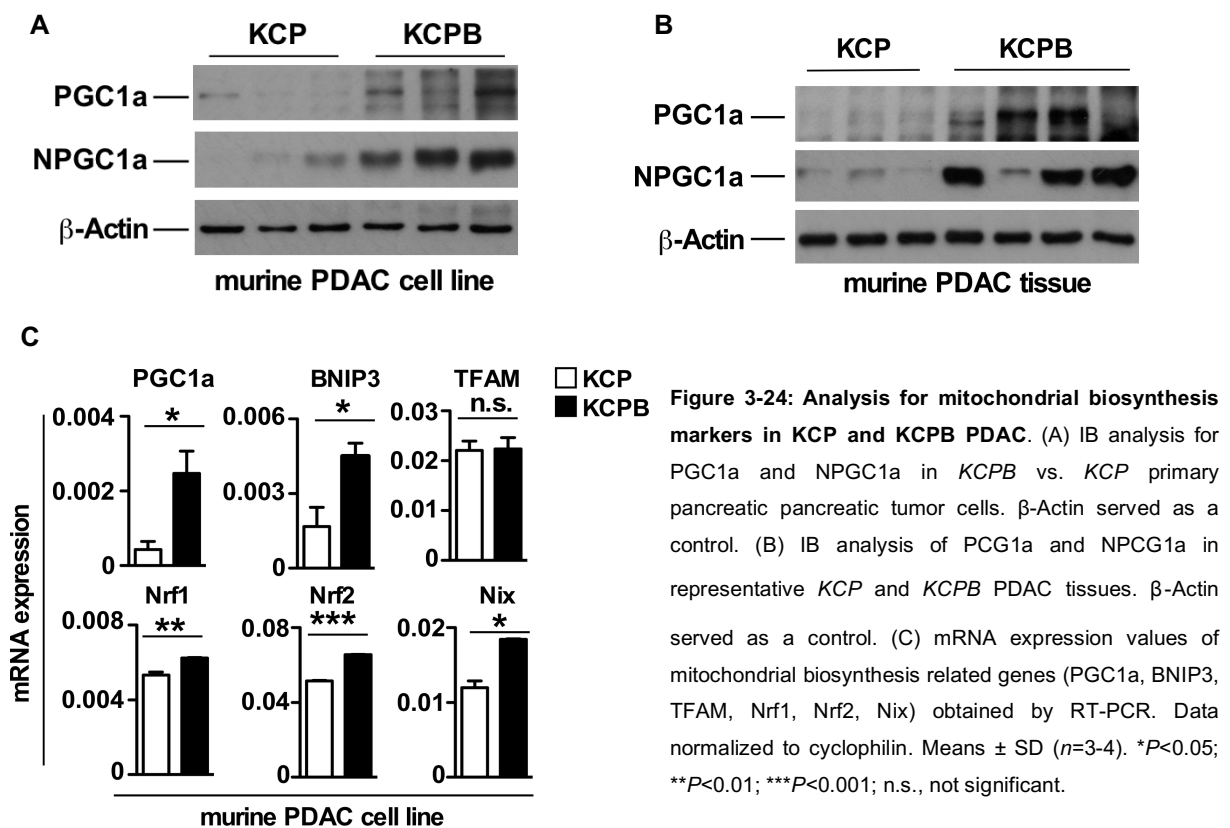 A
KCP KCPB
PGC1a
NPGC1a
β-Actin
murine PDAC cell line
B
KCP KCPB
PGC1a
NPGC1a
β-Actin
murine PDAC tissue
C
mRNA expression
PGC1a
0.004
0.002
0
*
BNIP3
0.006
0.003
0
*
TFAM
0.03
0.02
0.01
0
n.s.
KCP
KCPB
Nrf1
0.008
0.004
0
**
Nrf2
0.08
0.04
0
***
Nix
0.02
0.01
0
*
murine PDAC cell line
Figure 3-24: Analysis for mitochondrial biosynthesis
markers in KCP and KCPB PDAC. (A) IB analysis for
PGC1a and NPGC1a in KCPB vs. KCP primary
pancreatic pancreatic tumor cells. β-Actin served as a
control. (B) IB analysis of PCG1a and NPCG1a in
representative KCP and KCPB PDAC tissues. β-Actin
served as a control. (C) mRNA expression values of
mitochondrial biosynthesis related genes (PGC1a, BNIP3,
TFAM, Nrf1, Nrf2, Nix) obtained by RT-PCR. Data
normalized to cyclophilin. Means ± SD (n=3-4). *P<0.05;
**P<0.01; ***P<0.001; n.s., not significant.